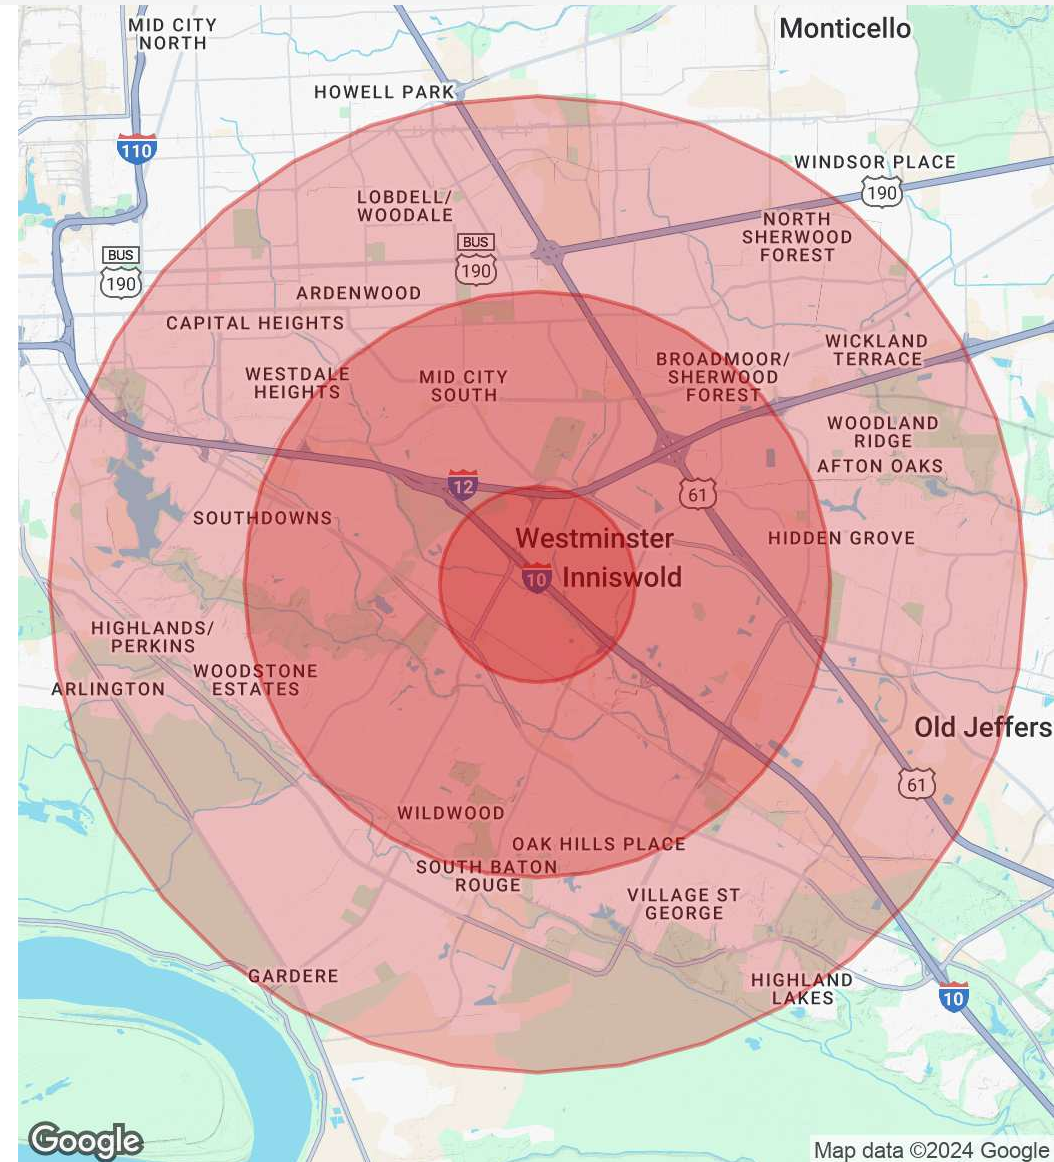 MID CITY
NORTH
Monticello
HOWELL PARK
110
WINDSOR PLACE
190
LOBDELL/
WOODALE
NORTH
SHERWOOD
FOREST
BUS
190
BUS
190
ARDENWOOD
CAPITAL HEIGHTS
WICKLAND
TERRACE
BROADMOOR/
SHERWOOD
FOREST
WESTDALE
HEIGHTS
MID CITY
SOUTH
WOODLAND
RIDGE
AFTON OAKS
12
61
SOUTHDOWNS
Westminster
HIDDEN GROVE
10
Inniswold
HIGHLANDS/
PERKINS
WOODSTONE
ESTATES
ARLINGTON
Old Jeffers
61
WILDWOOD
OAK HILLS PLACE
SOUTH BATON
ROUGE
VILLAGE ST
GEORGE
GARDERE
HIGHLAND
LAKES
10
Google
Map data ©2024 Google